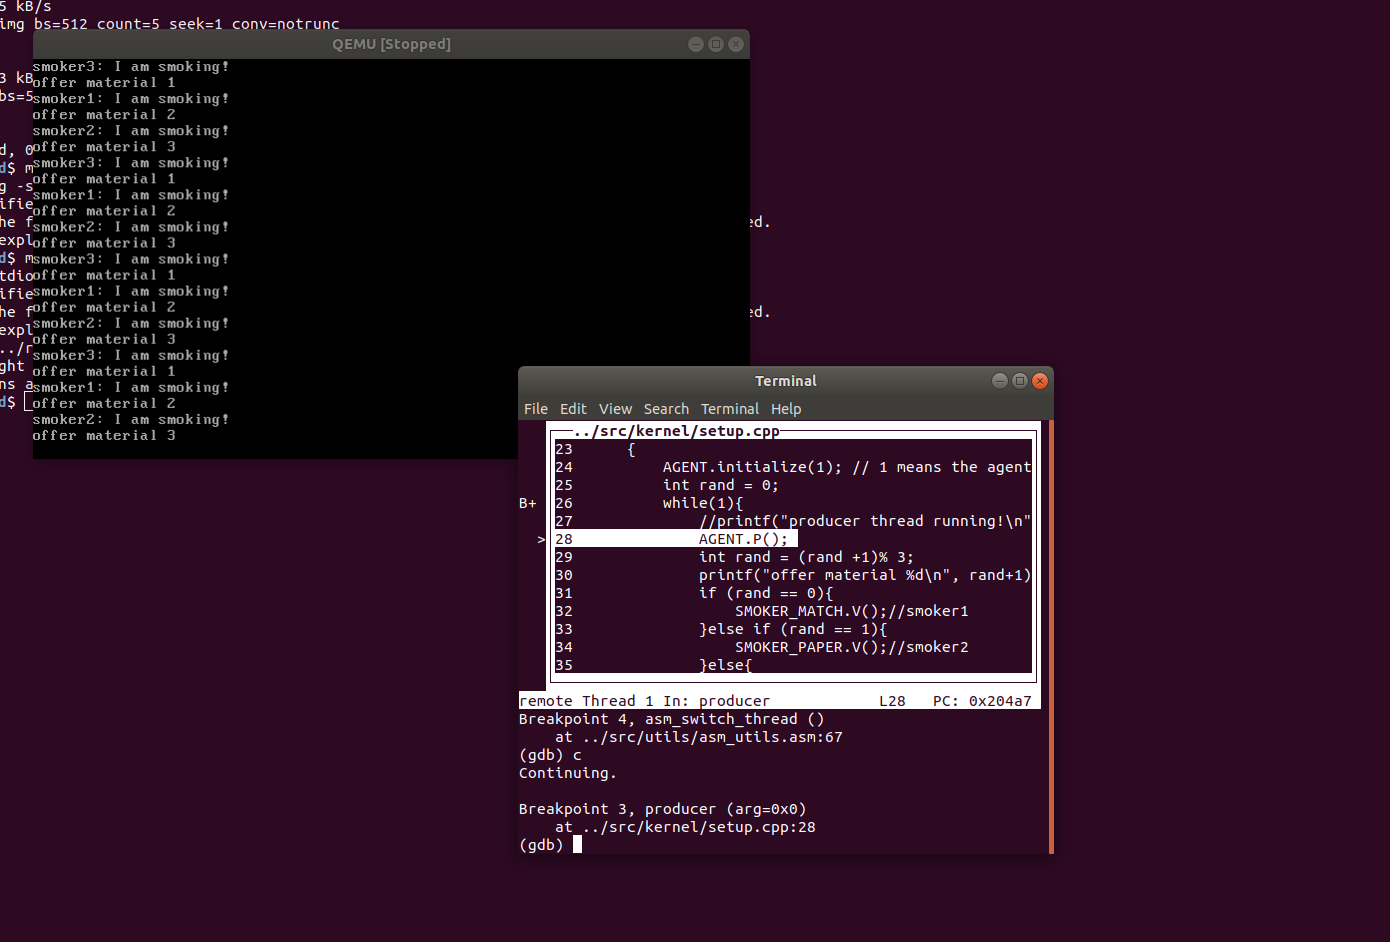 5 kB/s
img bs=512 count=5 seek=1 conv=notrunc
QEMU [Stopped]
3 kB
bs=5
d, 0
d$ m
g -s
ifie
he f
ed.
expl
d$ m
tdio
ifie
he f
ed.
expl
../r
ght
ns a
d$
smoker3: I am smoking!
offer material 1
smoker1: I am smoking!
offer material 2
smoker2: I am smoking!
offer material 3
smoker3: I am smoking!
offer material 1
smoker1: I am smoking!
offer material 2
smoker2: I am smoking!
offer material 3
smoker3: I am smoking!
offer material 1
smoker1: I am smoking!
offer material 2
smoker2: I am smoking!
offer material 3
smoker3: I am smoking!
offer material 1
smoker1: I am smoking!
offer material 2
smoker2: I am smoking!
offer material 3
Terminal
File Edit View Search Terminal Help
../src/kernel/setup.cpp
23 {
24 AGENT.initialize(1); // 1 means the agent
25 int rand = 0;
B+ 26 while(1){
27 //printf("producer thread running!\n"
> 28 AGENT.P();
29 int rand = (rand +1)% 3;
30 printf("offer material %d\n", rand+1)
31 if (rand == 0){
32 SMOKER_MATCH.V();//smoker1
33 }else if (rand == 1){
34 SMOKER_PAPER.V();//smoker2
35 }else{
remote Thread 1 In: producer L28 PC: 0x204a7
Breakpoint 4, asm_switch_thread ()
at ../src/utils/asm_utils.asm:67
(gdb) c
Continuing.
Breakpoint 3, producer (arg=0x0)
at ../src/kernel/setup.cpp:28
(gdb)